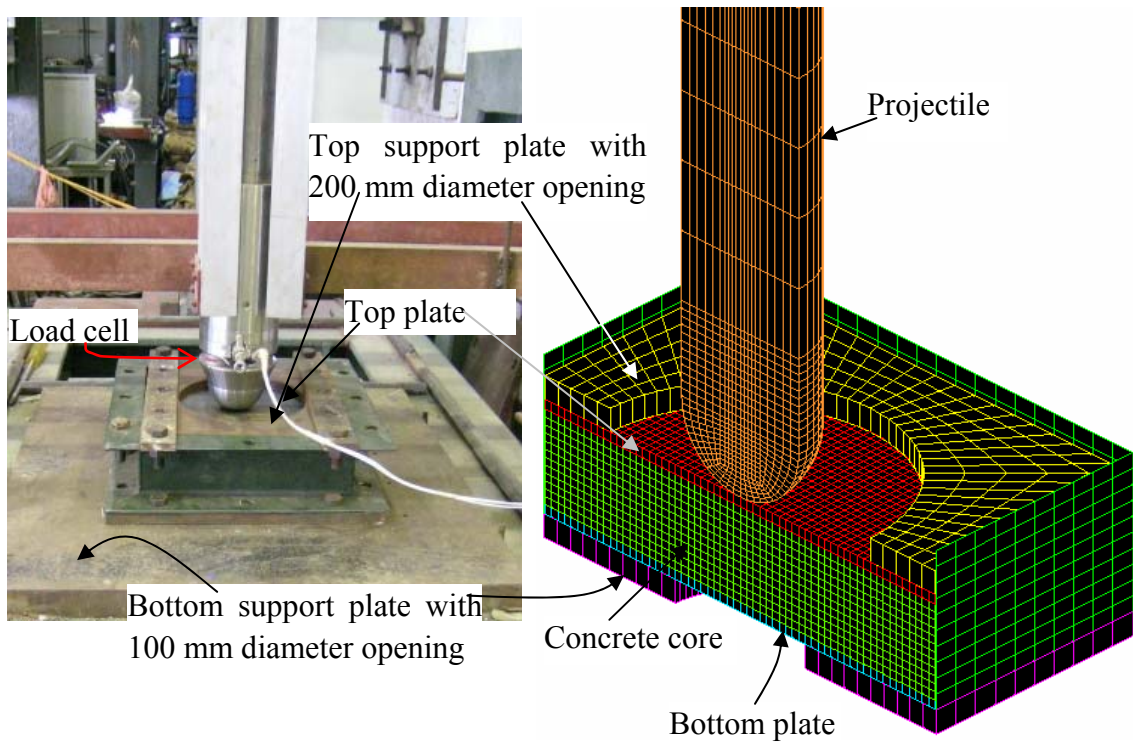 Projectile
Top support plate with
200 mm diameter opening
Top plate
Load cell
Bottom support plate with
100 mm diameter opening
Concrete core
Bottom plate